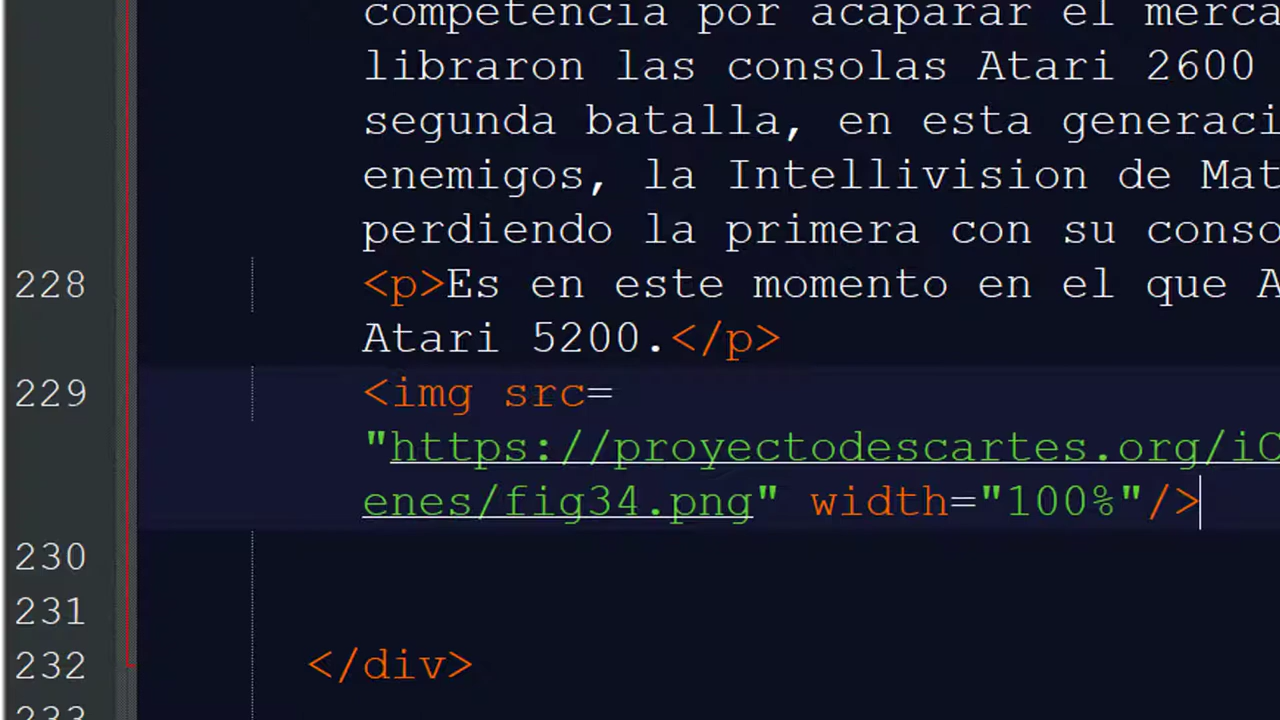 competencia por acaparar el merca
libraron las consolas Atari 2600
segunda batalla, en esta generaci
enemigos, la Intellivision de Mat
perdiendo la primera con su conso
228 <p>Es en este momento en el que A
Atari 5200.</p>
229 <img src=
"https://proyectodescartes.org/iC
enes/fig34.png" width="100%"/>
230
231
232 </div>
233